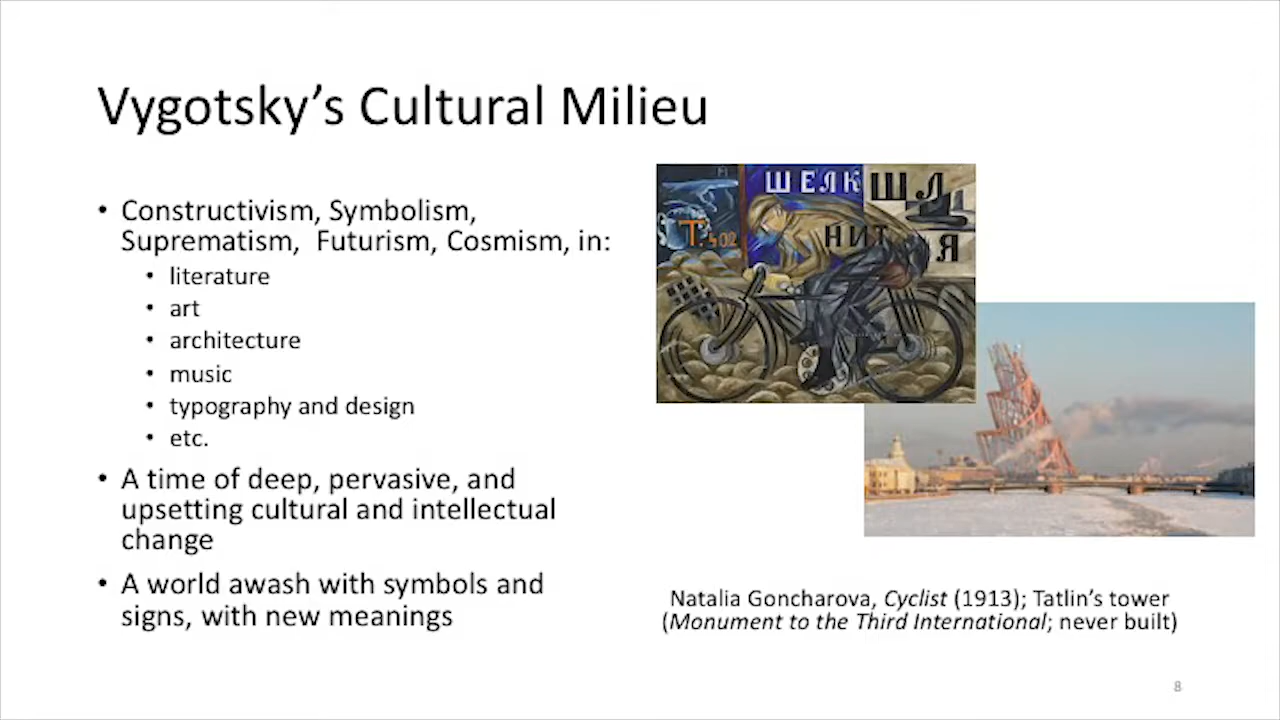 Vygotsky’s Cultural Milieu
• Constructivism, Symbolism,
Suprematism, Futurism, Cosmism, in:
• literature
• art
• architecture
• music
• typography and design
• etc.
• A time of deep, pervasive, and
upsetting cultural and intellectual
change
• A world awash with symbols and
signs, with new meanings
ШЕЛК
ШЛ
Я
НИТ
Т. 402
Natalia Goncharova, Cyclist (1913); Tatlin’s tower
(Monument to the Third International; never built)
8